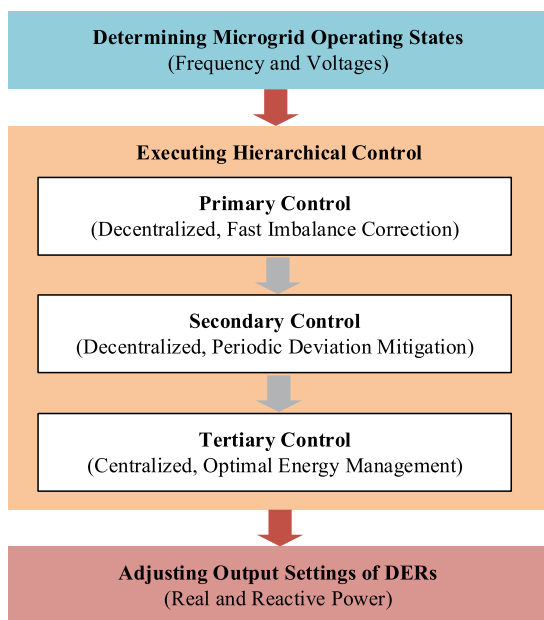 Determining Microgrid Operating States
(Frequency and Voltages)
Executing Hierarchical Control
Primary Control
(Decentralized, Fast Imbalance Correction)
Secondary Control
(Decentralized, Periodic Deviation Mitigation)
Tertiary Control
(Centralized, Optimal Energy Management)
Adjusting Output Settings of DERs
(Real and Reactive Power)